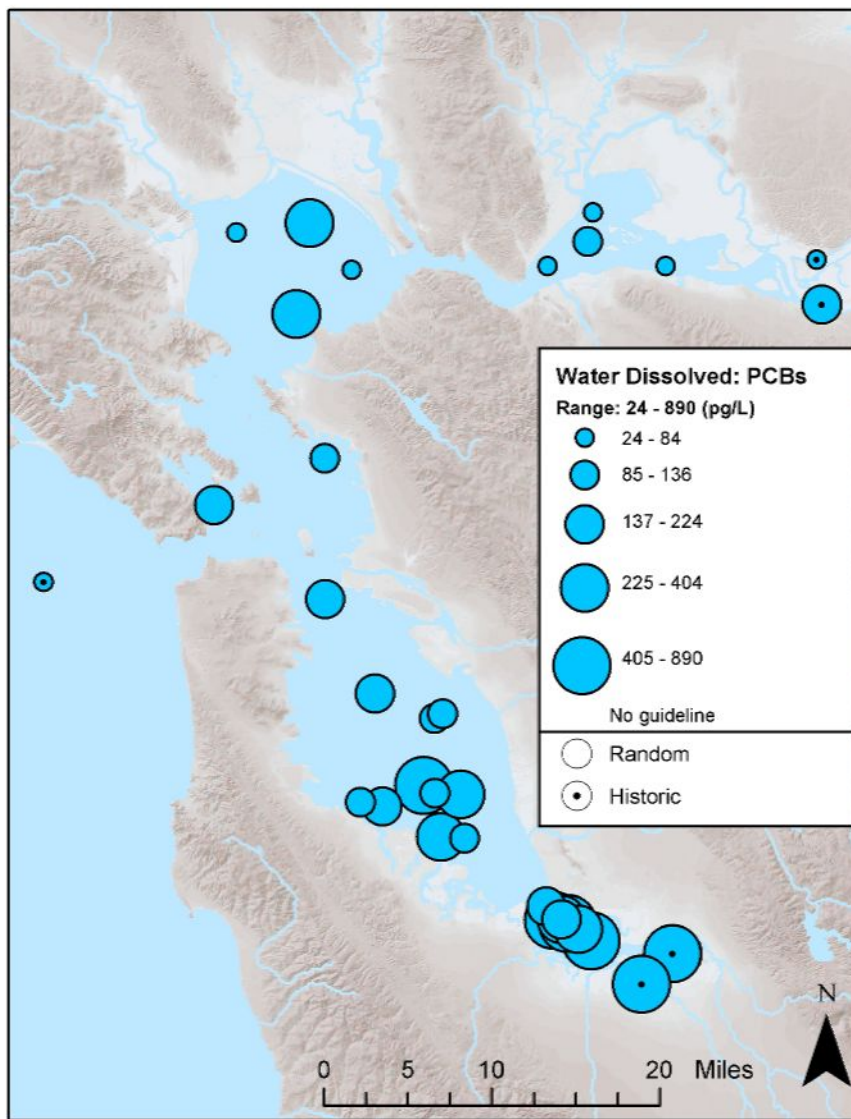 Water Dissolved: PCBs
Range: 24 - 890 (pg/L)
24 - 84
85 - 136
137 - 224
225 - 404
405 - 890
No guideline
Random
Historic
N
0 5 10 20 Miles